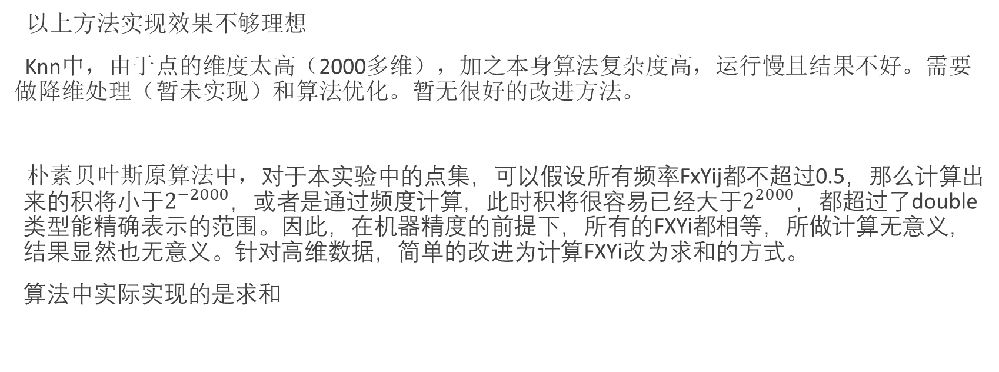 以上方法实现效果不够理想
Knn中，由于点的维度太高（2000多维），加之本身算法复杂度高，运行慢且结果不好。需要
做降维处理（暂未实现）和算法优化。暂无很好的改进方法。
朴素贝叶斯原算法中，对于本实验中的点集，可以假设所有频率FxYij都不超过0.5，那么计算出
来的积将小于2⁻²⁰⁰⁰，或者是通过频度计算，此时积将很容易已经大于2²⁰⁰⁰，都超过了double
类型能精确表示的范围。因此，在机器精度的前提下，所有的FXYi都相等，所做计算无意义，
结果显然也无意义。针对高维数据，简单的改进为计算FXYi改为求和的方式。
算法中实际实现的是求和